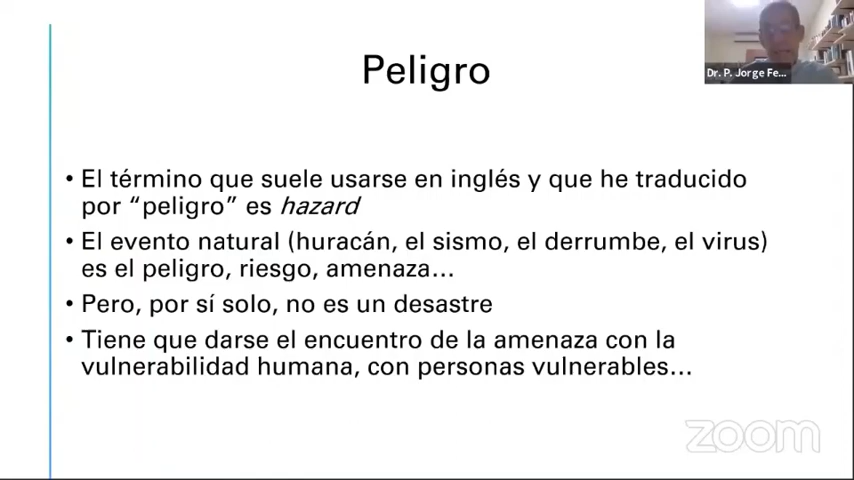 Dr. P. Jorge Fe...
Peligro
• El término que suele usarse en inglés y que he traducido
por “peligro” es hazard
• El evento natural (huracán, el sismo, el derrumbe, el virus)
es el peligro, riesgo, amenaza...
• Pero, por sí solo, no es un desastre
• Tiene que darse el encuentro de la amenaza con la
vulnerabilidad humana, con personas vulnerables...
zoom